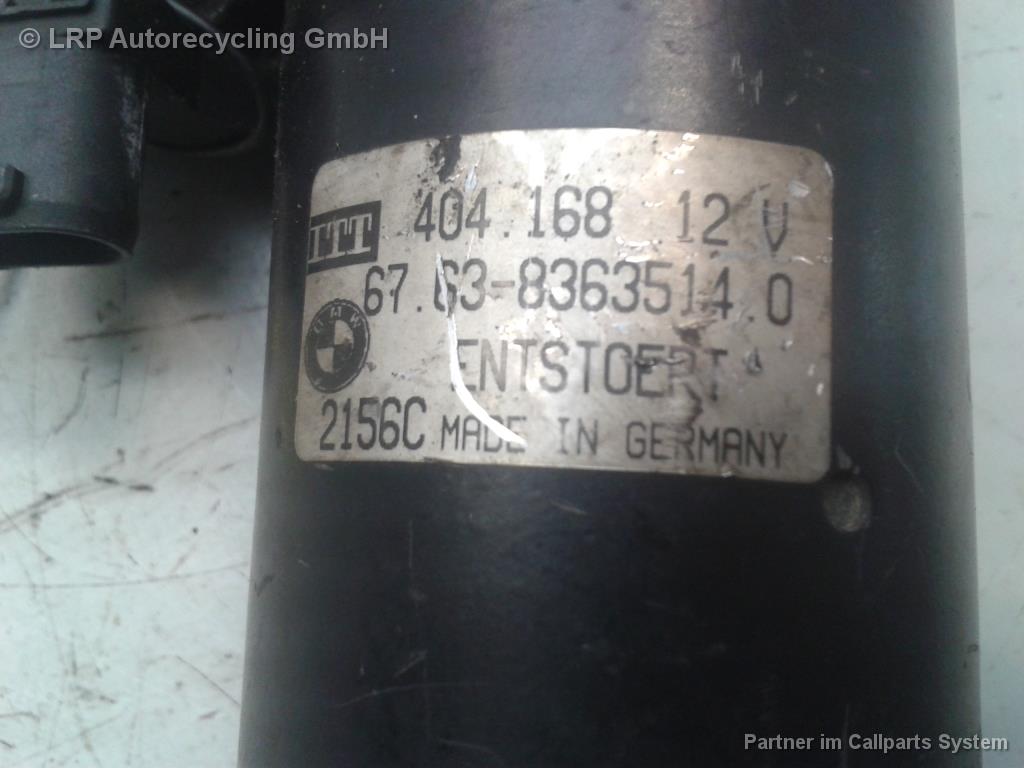 © LRP Autorecycling GmbH
ITT 404.168 12 V
67.63-8363514.0
BMW ENTSTOERT
2156C MADE IN GERMANY
Partner im Callparts System